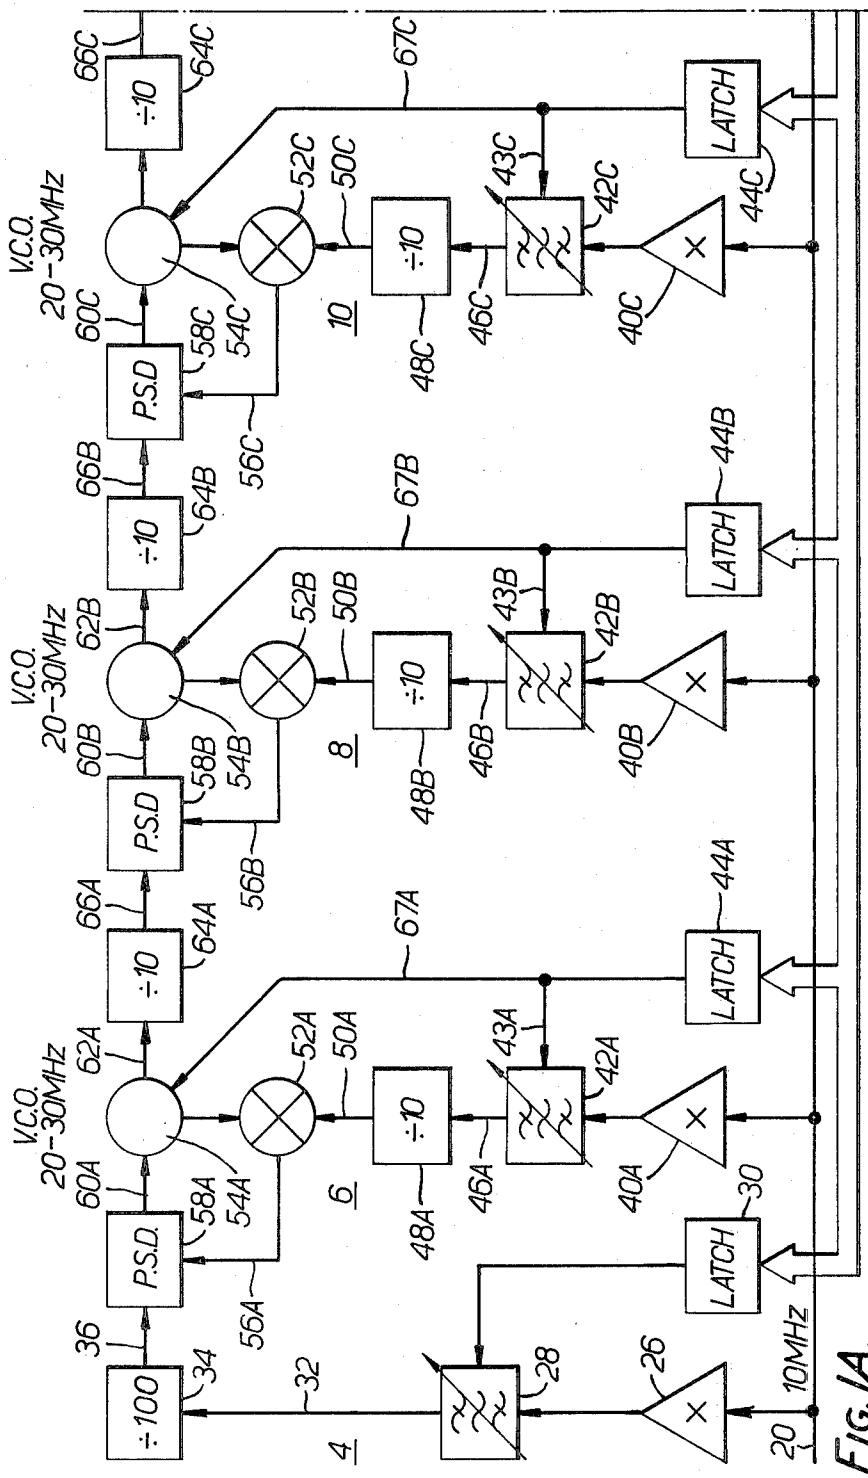 V.C.O.
20-30MHz
V.C.O.
20-30MHz
V.C.O.
20-30MHz
36
60A
62A
66A
60B
62B
66B
60C
66C
÷100
P.S.D.
÷10
P.S.D
÷10
P.S.D
÷10
34
58A
64A
58B
64B
58C
64C
54A
54B
54C
56A
52A
56B
52B
56C
52C
32
50A
50B
50C
4
6
8
10
÷10
÷10
÷10
48A
67A
48B
67B
48C
67C
46A
43A
46B
43B
46C
43C
28
42A
42B
42C
26
40A
40B
40C
X
X
X
X
30
44A
44B
44C
LATCH
LATCH
LATCH
LATCH
20
10MHz
FIG.1A.